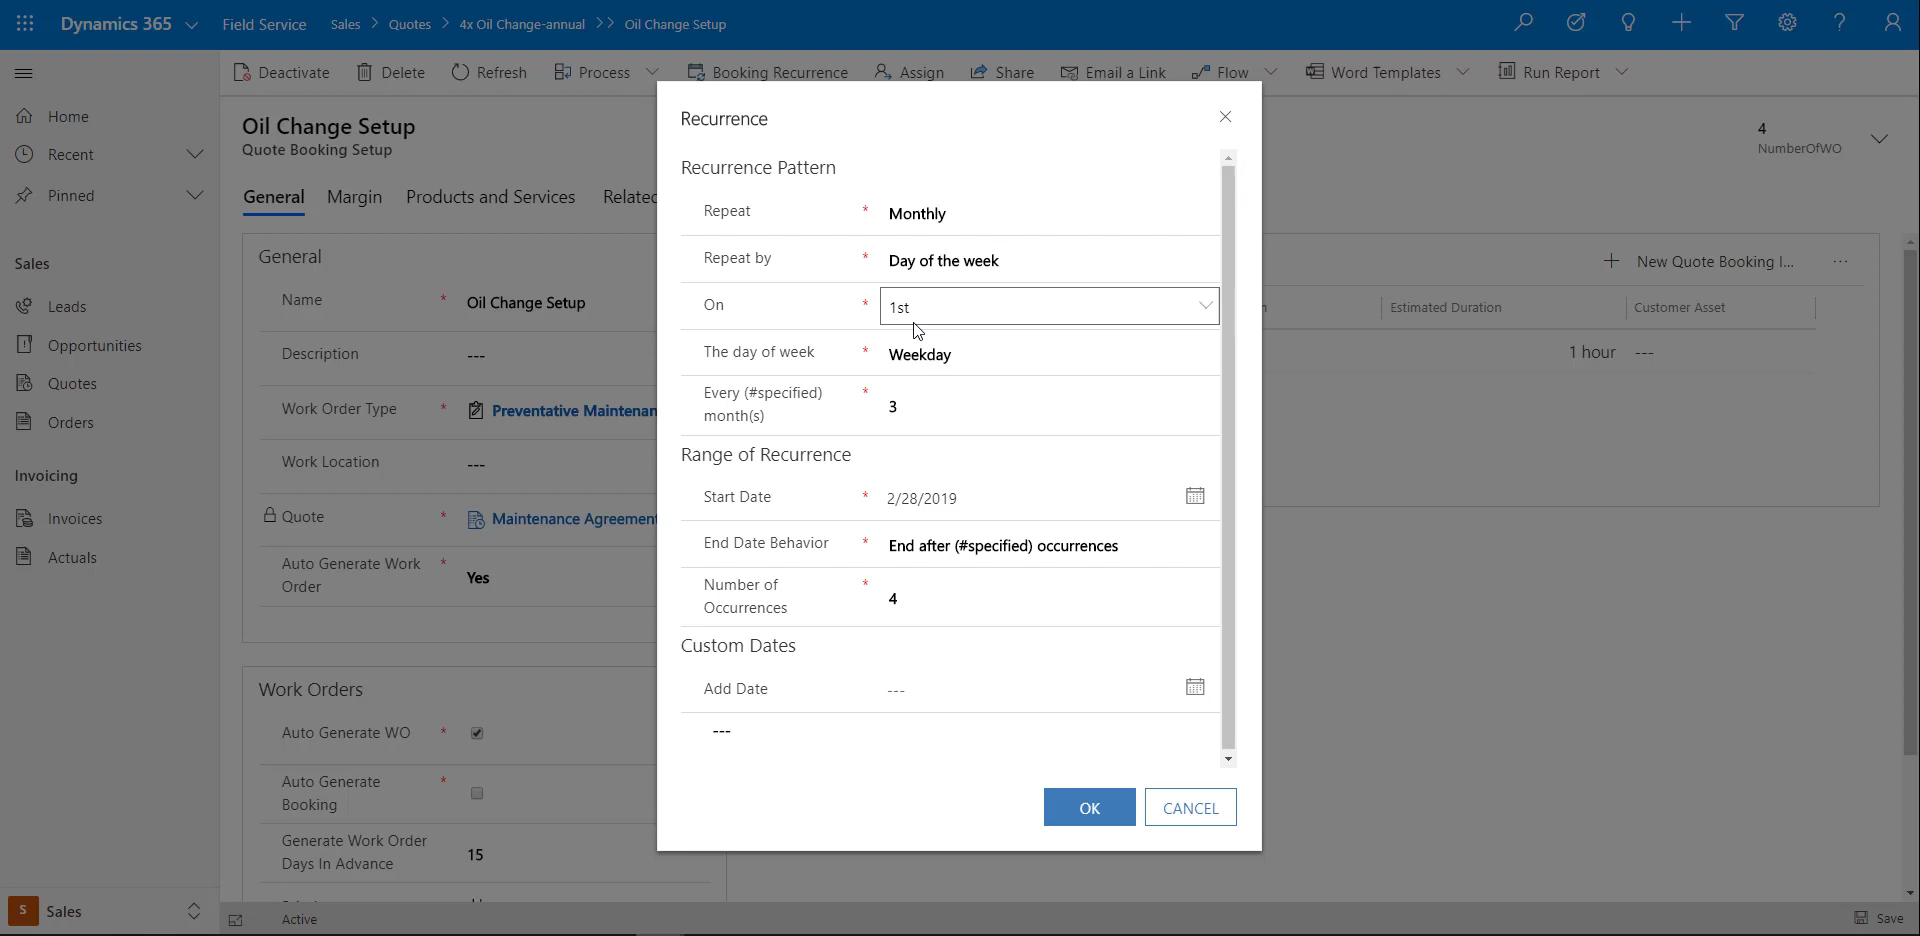 Dynamics 365
Field Service
Sales > Quotes > 4x Oil Change-annual >> Oil Change Setup
Deactivate
Delete
Refresh
Process
Booking Recurrence
Assign
Share
Email a Link
Flow
Word Templates
Run Report
Home
Recent
Pinned
Sales
Leads
Opportunities
Quotes
Orders
Invoicing
Invoices
Actuals
S Sales
Oil Change Setup
Quote Booking Setup
4
NumberOfWO
General
Margin
Products and Services
Related
General
Name * Oil Change Setup
Description ---
Work Order Type * Preventative Maintenan
Work Location ---
Quote * Maintenance Agreement
Auto Generate Work
Order
* Yes
Work Orders
Auto Generate WO *
Auto Generate
Booking
*
Generate Work Order
Days In Advance
15
New Quote Booking I...
Estimated Duration
Customer Asset
1 hour
---
Recurrence
Recurrence Pattern
Repeat * Monthly
Repeat by * Day of the week
On * 1st
The day of week * Weekday
Every (#specified)
month(s)
* 3
Range of Recurrence
Start Date * 2/28/2019
End Date Behavior * End after (#specified) occurrences
Number of
Occurrences
* 4
Custom Dates
Add Date ---
---
OK
CANCEL
Active
Save